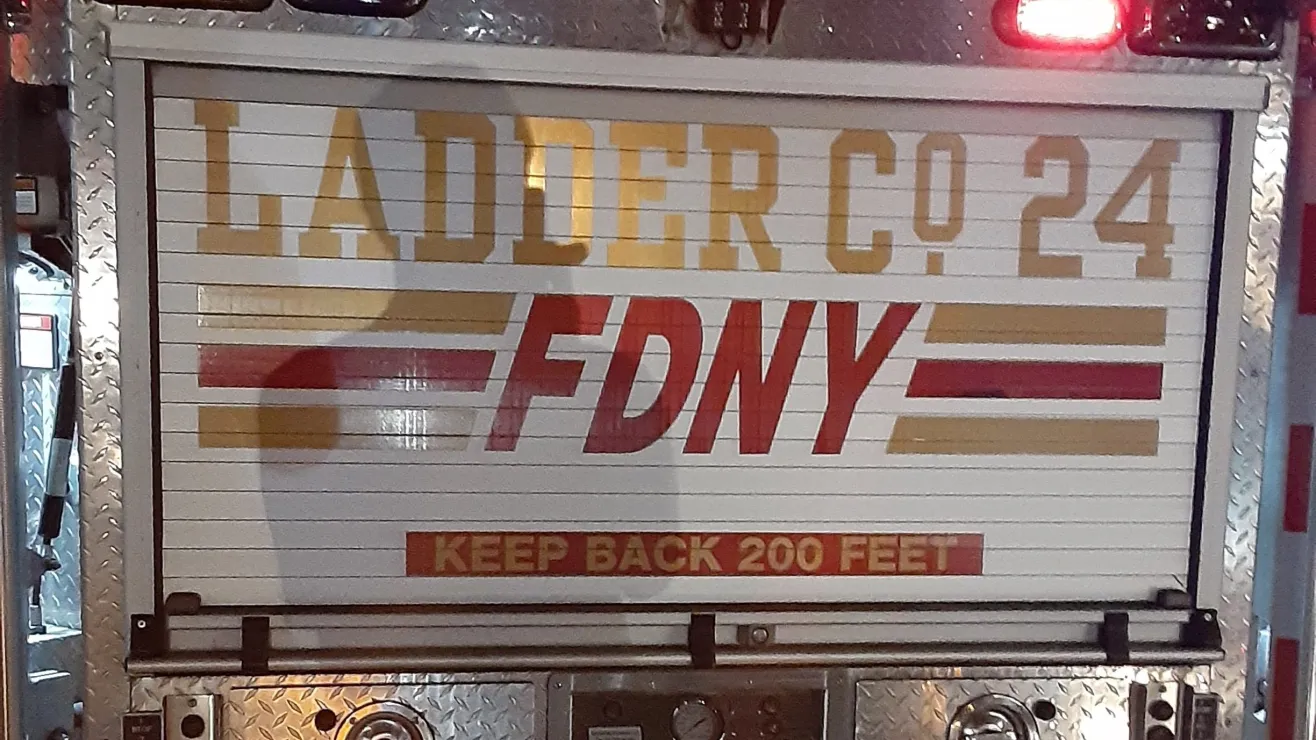 LADDER Co. 24
FDNY
KEEP BACK 200 FEET